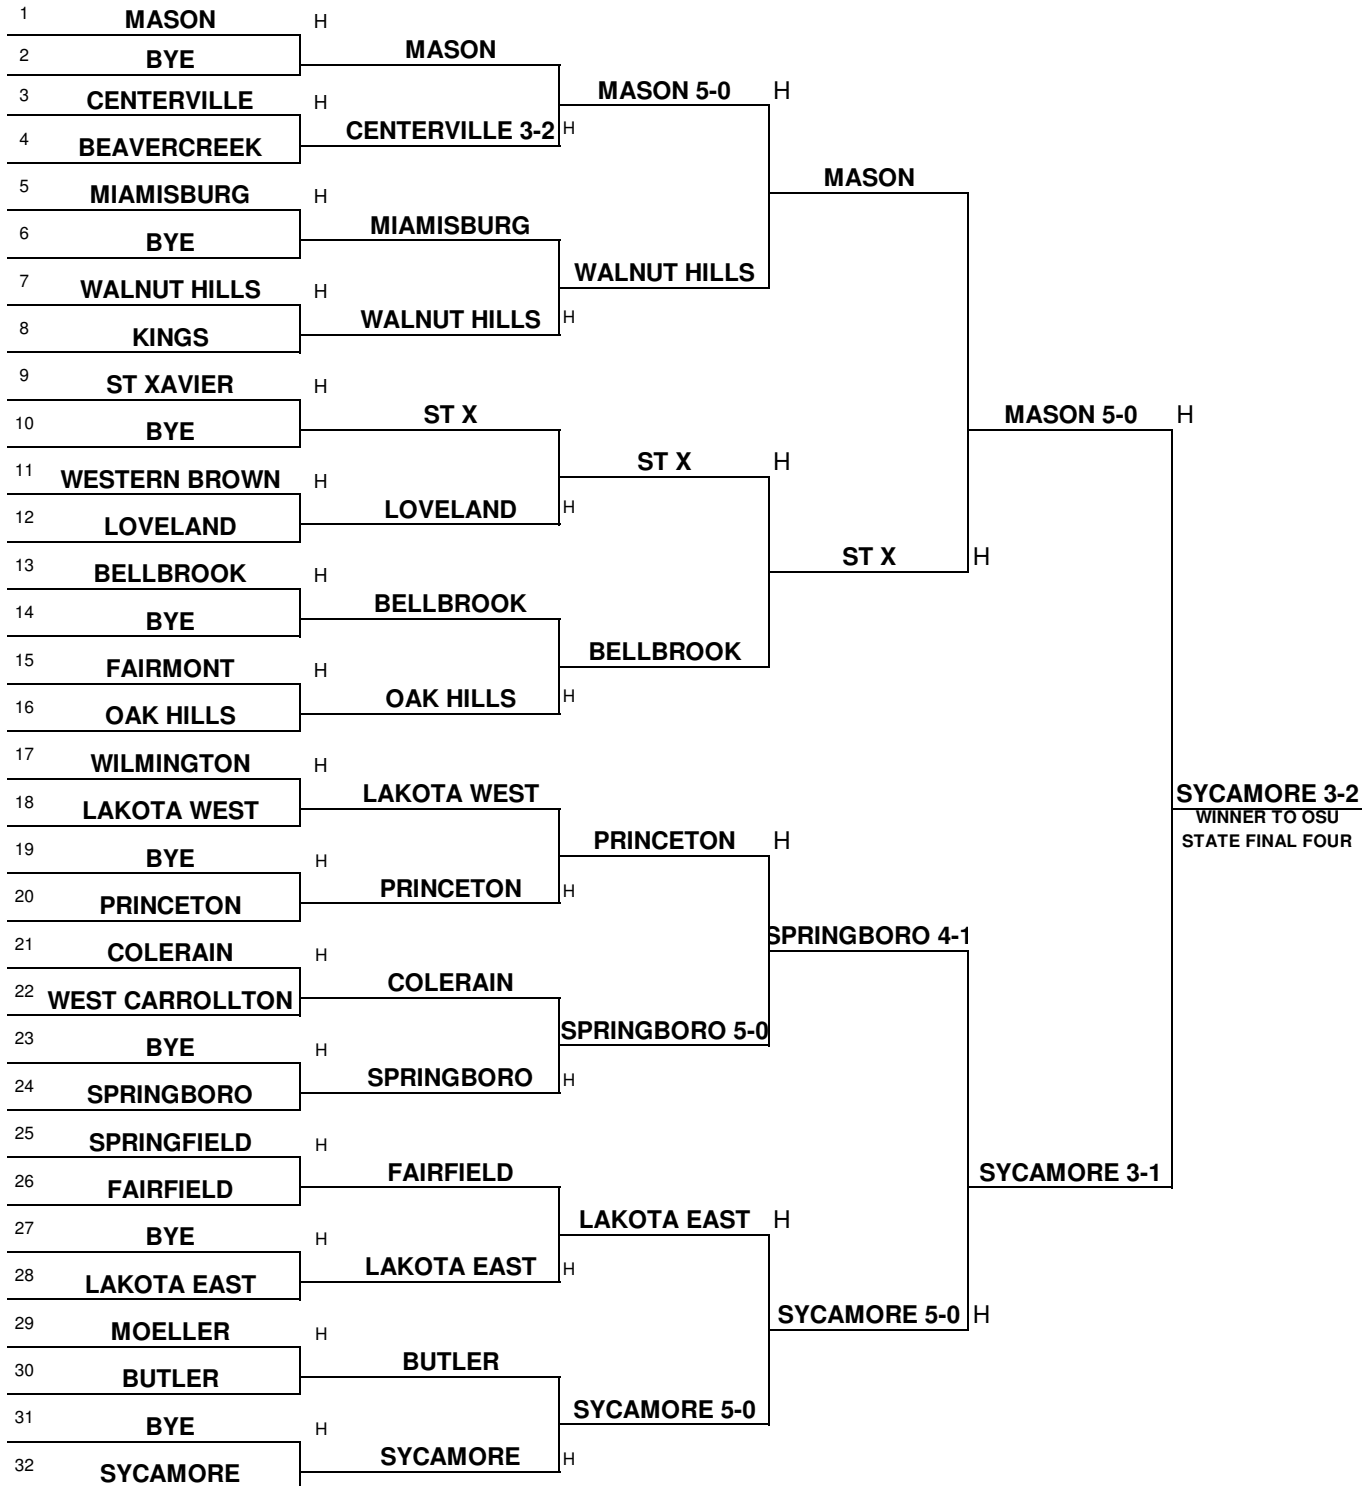 1 MASON H
2 BYE MASON
3 CENTERVILLE H MASON 5-0 H
4 BEAVERCREEK CENTERVILLE 3-2 H
5 MIAMISBURG H MASON
6 BYE MIAMISBURG
7 WALNUT HILLS H WALNUT HILLS
8 KINGS WALNUT HILLS H
9 ST XAVIER H
10 BYE ST X MASON 5-0 H
11 WESTERN BROWN H ST X H
12 LOVELAND LOVELAND H
13 BELLBROOK H ST X H
14 BYE BELLBROOK
15 FAIRMONT H BELLBROOK
16 OAK HILLS OAK HILLS H
17 WILMINGTON H
18 LAKOTA WEST LAKOTA WEST SYCAMORE 3-2
WINNER TO OSU
STATE FINAL FOUR
19 BYE H PRINCETON H
20 PRINCETON PRINCETON H
21 COLERAIN H SPRINGBORO 4-1
22 WEST CARROLLTON COLERAIN
23 BYE H SPRINGBORO 5-0
24 SPRINGBORO SPRINGBORO H
25 SPRINGFIELD H
26 FAIRFIELD FAIRFIELD SYCAMORE 3-1
27 BYE H LAKOTA EAST H
28 LAKOTA EAST LAKOTA EAST H
29 MOELLER H SYCAMORE 5-0 H
30 BUTLER BUTLER
31 BYE H SYCAMORE 5-0
32 SYCAMORE SYCAMORE H